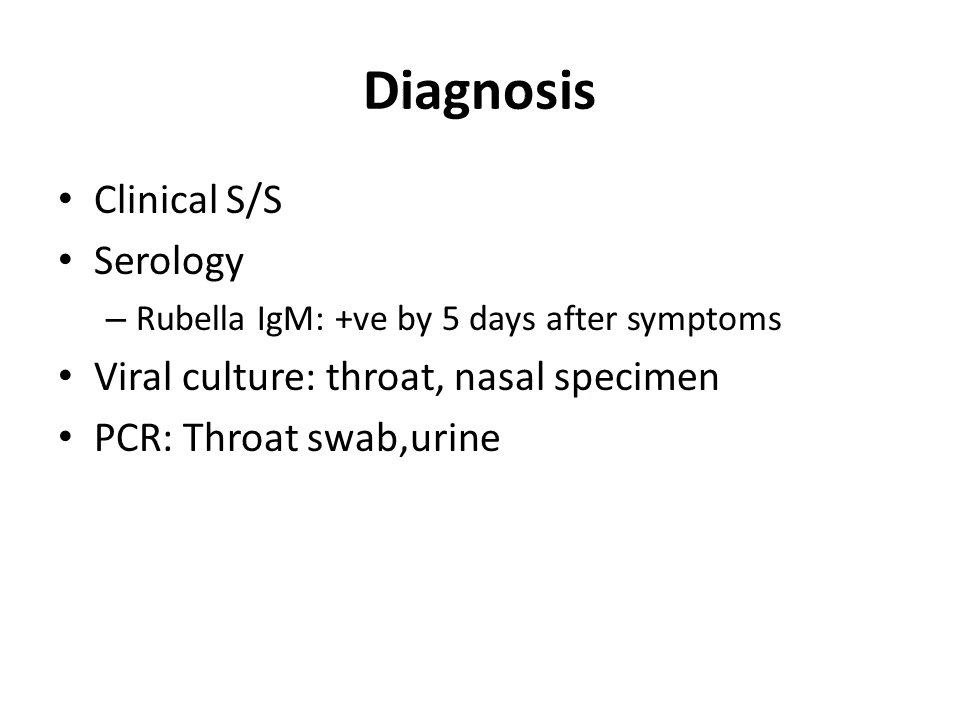 Diagnosis
• Clinical S/S
• Serology
– Rubella IgM: +ve by 5 days after symptoms
• Viral culture: throat, nasal specimen
• PCR: Throat swab,urine